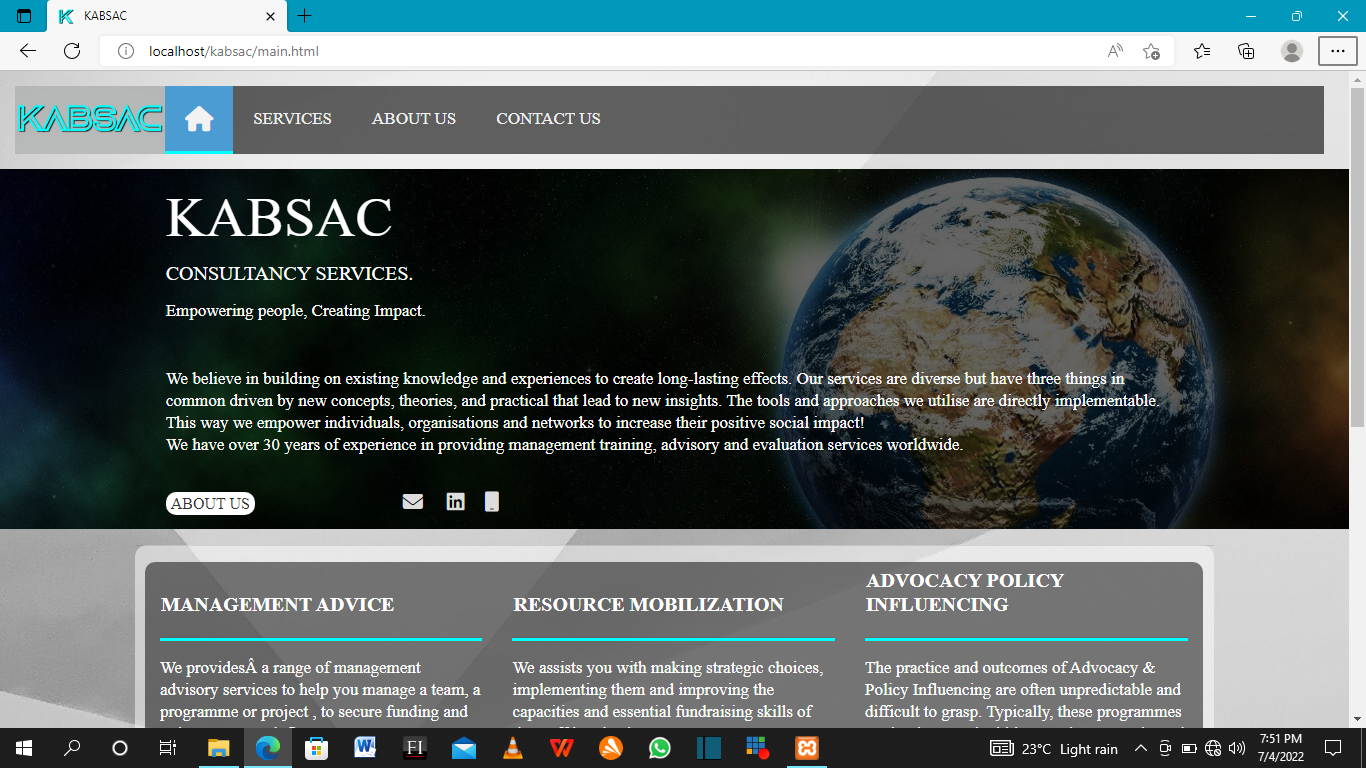 KABSAC
localhost/kabsac/main.html
KABSAC
SERVICES
ABOUT US
CONTACT US
KABSAC
CONSULTANCY SERVICES.
Empowering people, Creating Impact.
We believe in building on existing knowledge and experiences to create long-lasting effects. Our services are diverse but have three things in
common driven by new concepts, theories, and practical that lead to new insights. The tools and approaches we utilise are directly implementable.
This way we empower individuals, organisations and networks to increase their positive social impact!
We have over 30 years of experience in providing management training, advisory and evaluation services worldwide.
ABOUT US
MANAGEMENT ADVICE
We providesÂ a range of management
advisory services to help you manage a team, a
programme or project , to secure funding and
RESOURCE MOBILIZATION
We assists you with making strategic choices,
implementing them and improving the
capacities and essential fundraising skills of
ADVOCACY POLICY
INFLUENCING
The practice and outcomes of Advocacy &
Policy Influencing are often unpredictable and
difficult to grasp. Typically, these programmes
23°C Light rain
7:51 PM
7/4/2022